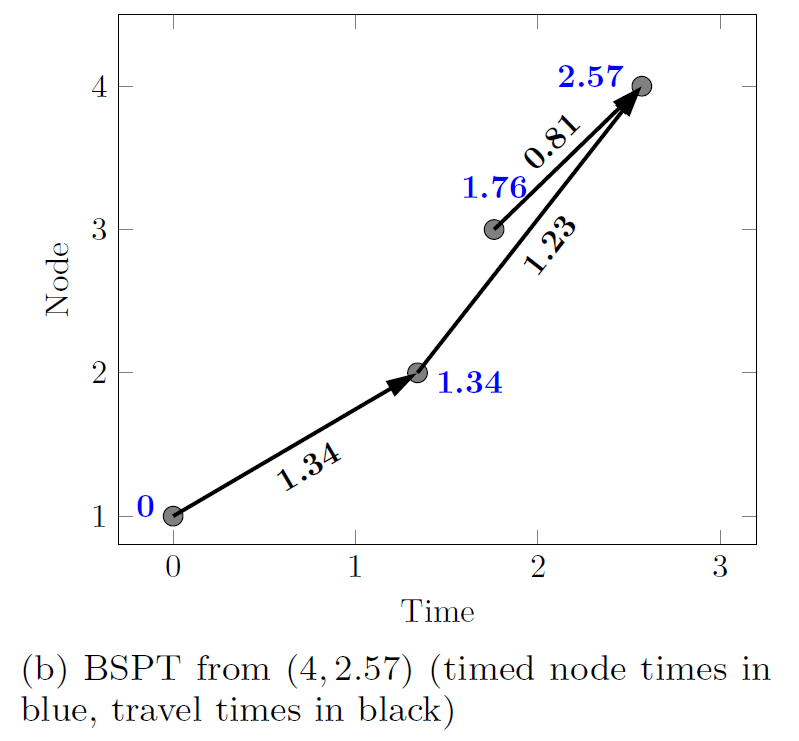 2.57
4
0.81
1.76
3
1.23
Node
2
1.34
1.34
0
1
0 1 2 3
Time
(b) BSPT from (4, 2.57) (timed node times in
blue, travel times in black)